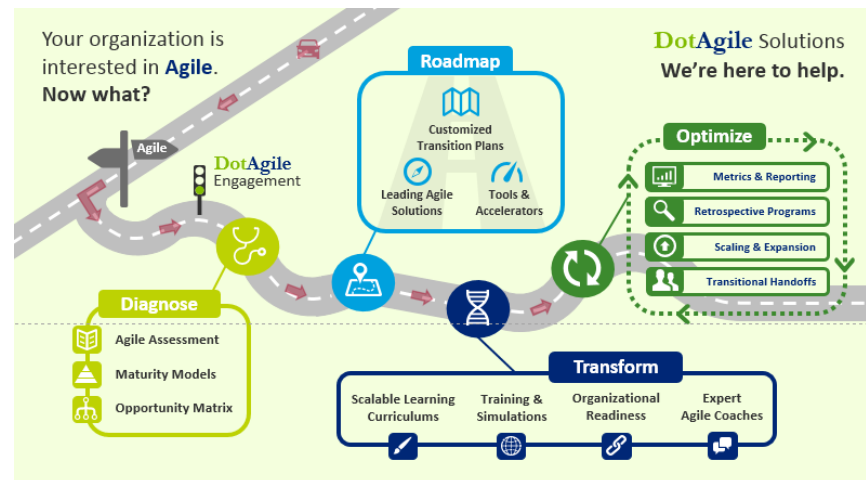 Your organization is
interested in Agile.
Now what?
DotAgile Solutions
We're here to help.
Agile
DotAgile
Engagement
Diagnose
Agile Assessment
Maturity Models
Opportunity Matrix
Roadmap
Customized
Transition Plans
Leading Agile
Solutions
Tools &
Accelerators
Transform
Scalable Learning
Curriculums
Training &
Simulations
Organizational
Readiness
Expert
Agile Coaches
Optimize
Metrics & Reporting
Retrospective Programs
Scaling & Expansion
Transitional Handoffs